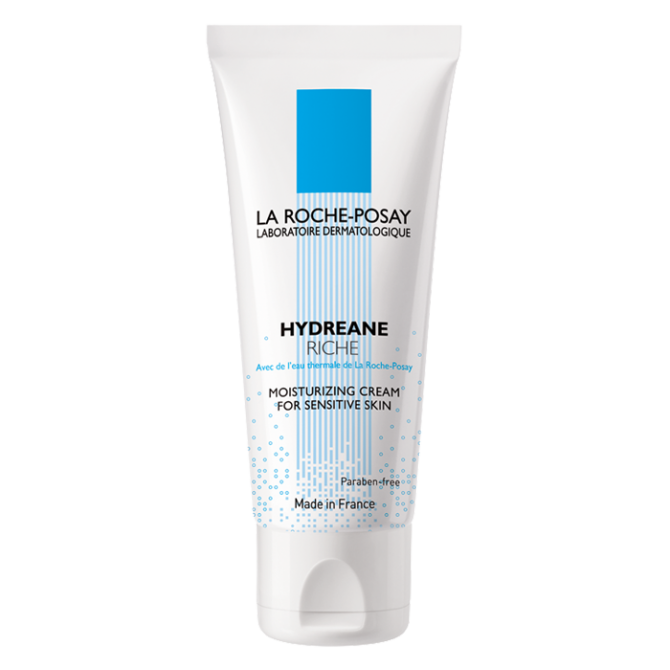 LA ROCHE-POSAY
LABORATOIRE DERMATOLOGIQUE
HYDREANE
RICHE
Avec de l'eau thermale de La Roche-Posay
MOISTURIZING CREAM
FOR SENSITIVE SKIN
Paraben-free
Made in France